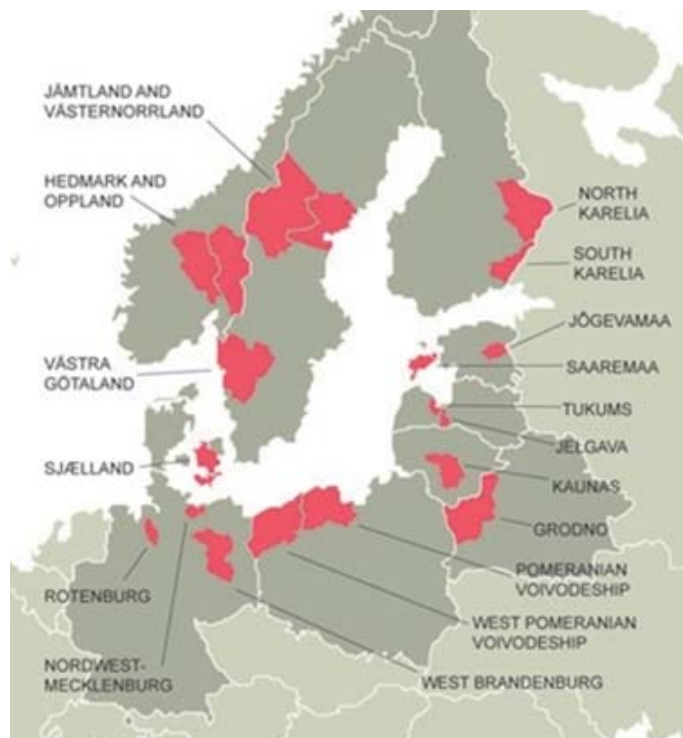 JÄMTLAND AND
VÄSTERNORRLAND
HEDMARK AND
OPPLAND
VÄSTRA
GÖTALAND
SJÆLLAND
ROTENBURG
NORDWEST-
MECKLENBURG
NORTH
KARELIA
SOUTH
KARELIA
JÕGEVAMAA
SAAREMAA
TUKUMS
JELGAVA
KAUNAS
GRODNO
POMERANIAN
VOIVODESHIP
WEST POMERANIAN
VOIVODESHIP
WEST BRANDENBURG